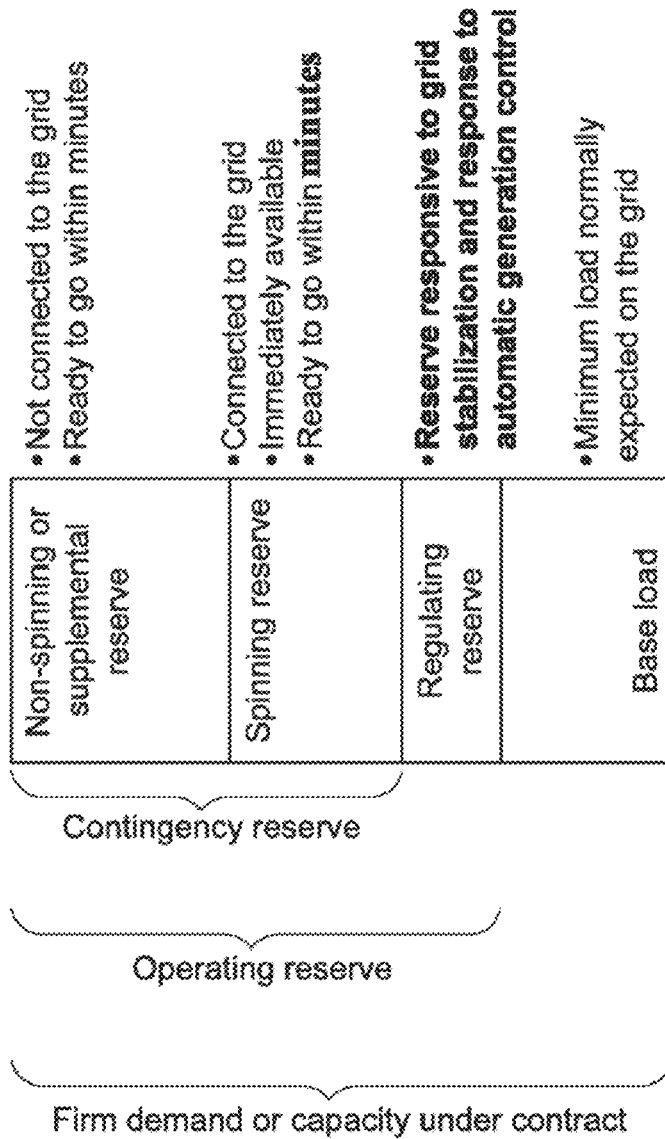 Firm demand or capacity under contract
Operating reserve
Contingency reserve
Non-spinning or
supplemental
reserve
• Not connected to the grid
• Ready to go within minutes
Spinning reserve
• Connected to the grid
• Immediately available
• Ready to go within minutes
Regulating
reserve
• Reserve responsive to grid
stabilization and response to
automatic generation control
Base load
• Minimum load normally
expected on the grid